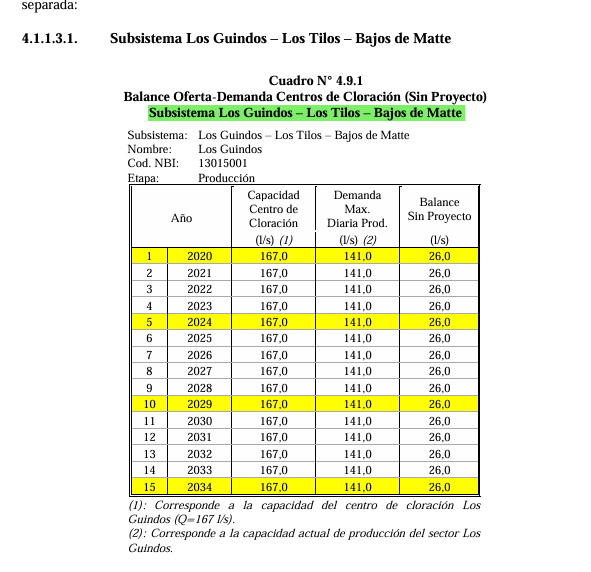 separada:
4.1.1.3.1. Subsistema Los Guindos – Los Tilos – Bajos de Matte
Cuadro N° 4.9.1
Balance Oferta-Demanda Centros de Cloración (Sin Proyecto)
Subsistema Los Guindos – Los Tilos – Bajos de Matte
Subsistema: Los Guindos – Los Tilos – Bajos de Matte
Nombre: Los Guindos
Cod. NBI: 13015001
Etapa: Producción
Año
Capacidad
Centro de
Cloración
(l/s) (1)
Demanda
Max.
Diaria Prod.
(l/s) (2)
Balance
Sin Proyecto
(l/s)
1 2020 167,0 141,0 26,0
2 2021 167,0 141,0 26,0
3 2022 167,0 141,0 26,0
4 2023 167,0 141,0 26,0
5 2024 167,0 141,0 26,0
6 2025 167,0 141,0 26,0
7 2026 167,0 141,0 26,0
8 2027 167,0 141,0 26,0
9 2028 167,0 141,0 26,0
10 2029 167,0 141,0 26,0
11 2030 167,0 141,0 26,0
12 2031 167,0 141,0 26,0
13 2032 167,0 141,0 26,0
14 2033 167,0 141,0 26,0
15 2034 167,0 141,0 26,0
(1): Corresponde a la capacidad del centro de cloración Los
Guindos (Q=167 l/s).
(2): Corresponde a la capacidad actual de producción del sector Los
Guindos.